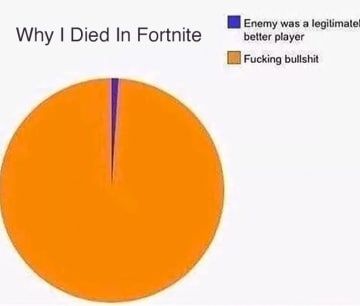 Why I Died In Fortnite
Enemy was a legitimatel
better player
Fucking bullshit